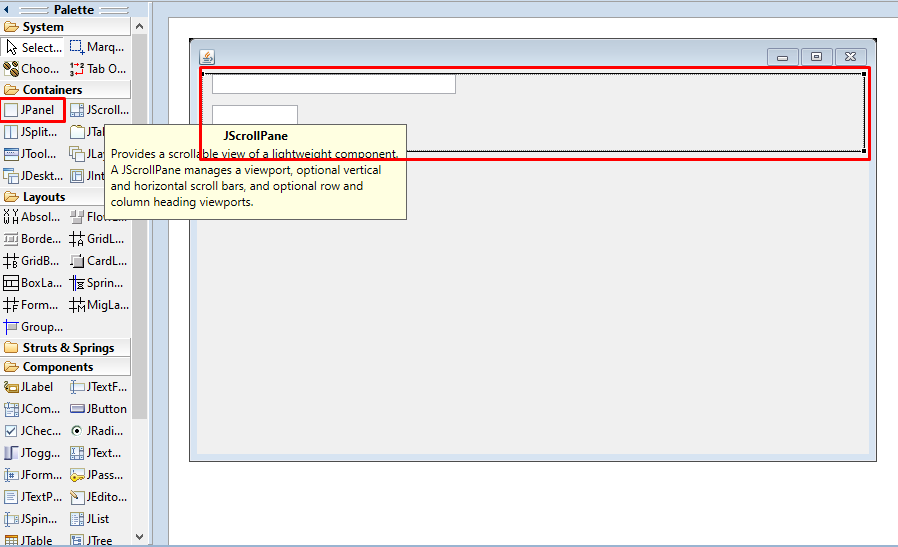 Palette
System
Select... Marq...
Choo... Tab O...
Containers
JPanel JScroll...
JSplit... JTa
JTool... JLa
JDeskt... JInt
JScrollPane
Provides a scrollable view of a lightweight component.
A JScrollPane manages a viewport, optional vertical
and horizontal scroll bars, and optional row and
column heading viewports.
Layouts
Absol... FlowL...
Borde... GridL...
GridB... CardL...
BoxLa... Sprin...
Form... MigLa...
Group...
Struts & Springs
Components
JLabel JTextF...
JCom... JButton
JChec... JRadi...
JTogg... JText...
JForm... JPass...
JTextP... JEdito...
JSpin... JList
JTable JTree